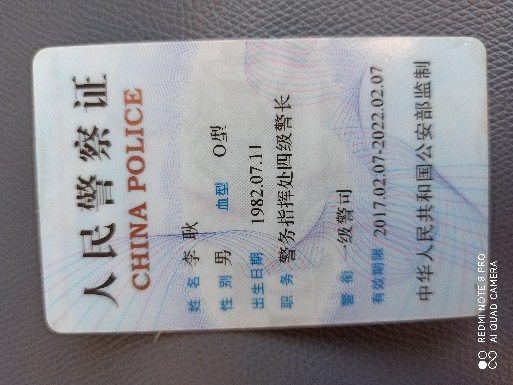 人民警察证
CHINA POLICE
姓名 李耿
性别 男 血型 O型
出生日期 1982.07.11
职务 警务指挥处四级警长
警衔 一级警司
有效期限 2017.02.07-2022.02.07
中华人民共和国公安部监制
REDMI NOTE 8 PRO
AI QUAD CAMERA